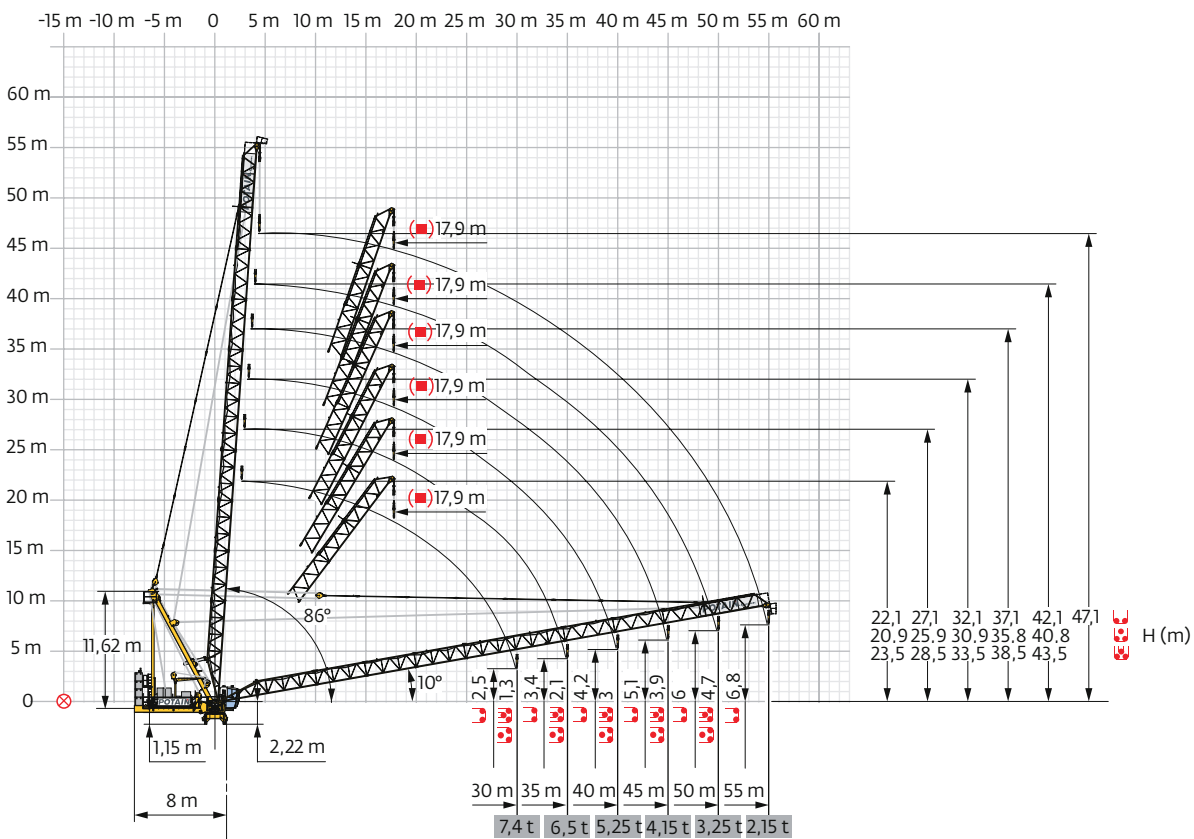 -15 m -10 m -5 m 0 5 m 10 m 15 m 20 m 25 m 30 m 35 m 40 m 45 m 50 m 55 m 60 m
60 m
55 m
50 m
45 m
40 m
35 m
30 m
25 m
20 m
15 m
10 m
5 m
0
17,9 m
17,9 m
17,9 m
17,9 m
17,9 m
17,9 m
86°
10°
11,62 m
POTAIN
1,15 m
2,22 m
8 m
22,1 27,1 32,1 37,1 42,1 47,1
20,9 25,9 30,9 35.8 40,8
23,5 28,5 33,5 38,5 43,5
H (m)
2,5 1,3 3,4 2,1 4,2 3 5,1 3,9 6 4,7 6,8
30 m 35 m 40 m 45 m 50 m 55 m
7,4 t 6,5 t 5,25 t 4,15 t 3,25 t 2,15 t